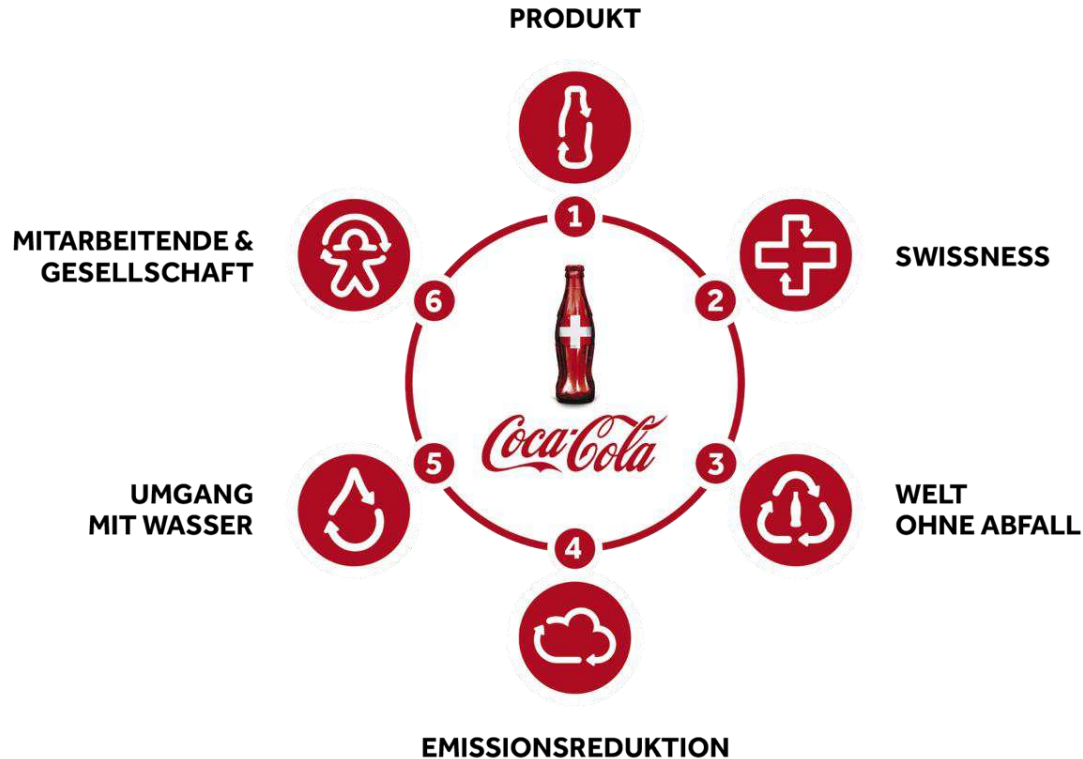 PRODUKT
1
SWISSNESS
2
WELT
OHNE ABFALL
3
EMISSIONSREDUKTION
4
UMGANG
MIT WASSER
5
MITARBEITENDE &
GESELLSCHAFT
6
Coca-Cola